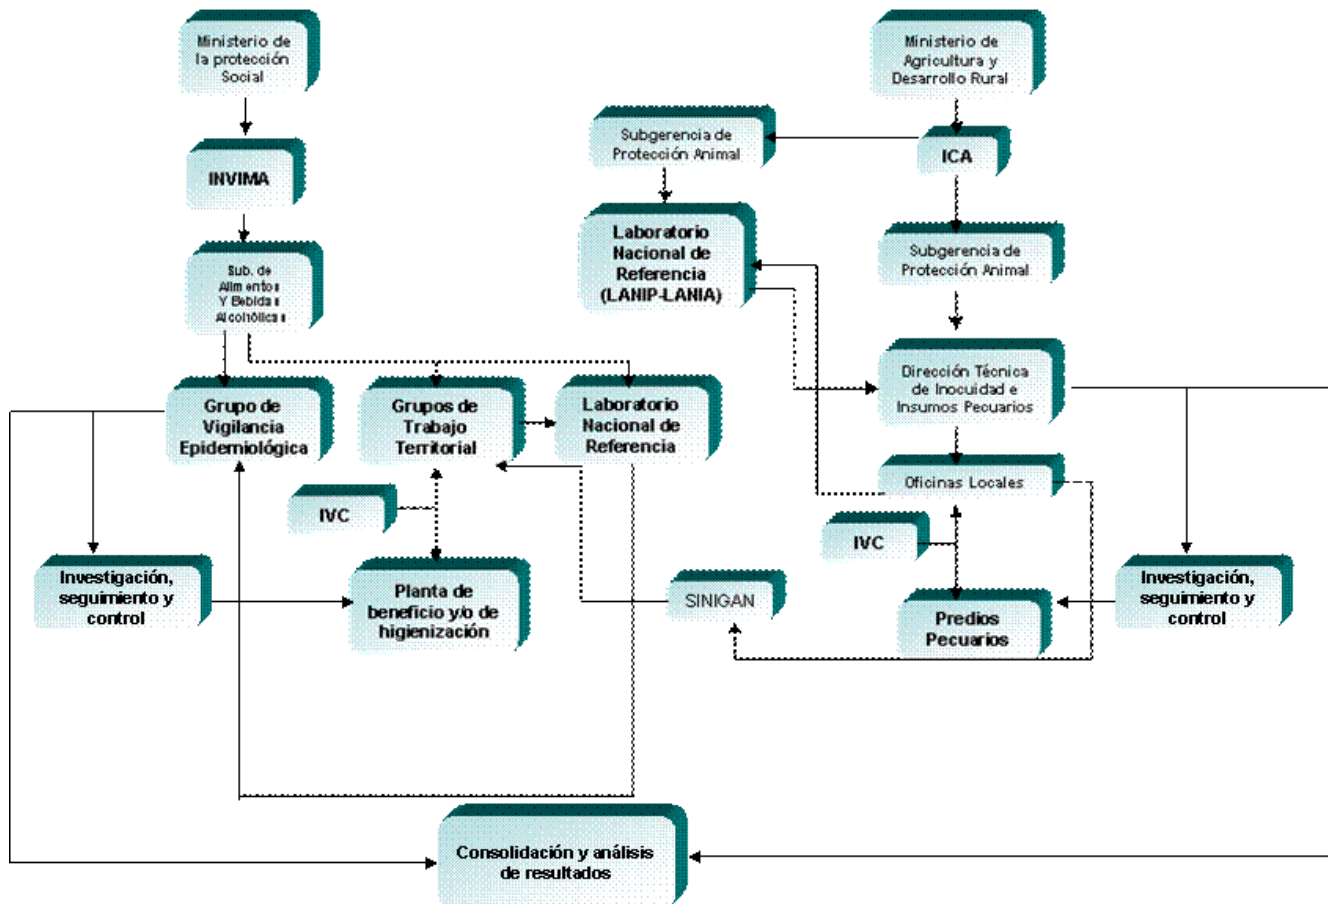 Ministerio de
la protección
Social
Ministerio de
Agricultura y
Desarrollo Rural
Subgerencia de
Protección Animal
ICA
INVIMA
Laboratorio
Nacional de
Referencia
(LANIP-LANIA)
Subgerencia de
Protección Animal
Sub. de
Alimentos
Y Bebidas
Alcohólicas
Dirección Técnica
de Inocuidad e
Insumos Pecuarios
Grupo de
Vigilancia
Epidemiológica
Grupos de
Trabajo
Territorial
Laboratorio
Nacional de
Referencia
Oficinas Locales
IVC
IVC
Investigación,
seguimiento y
control
Planta de
beneficio y/o de
higienización
SINIGAN
Predios
Pecuarios
Investigación,
seguimiento y
control
Consolidación y análisis
de resultados